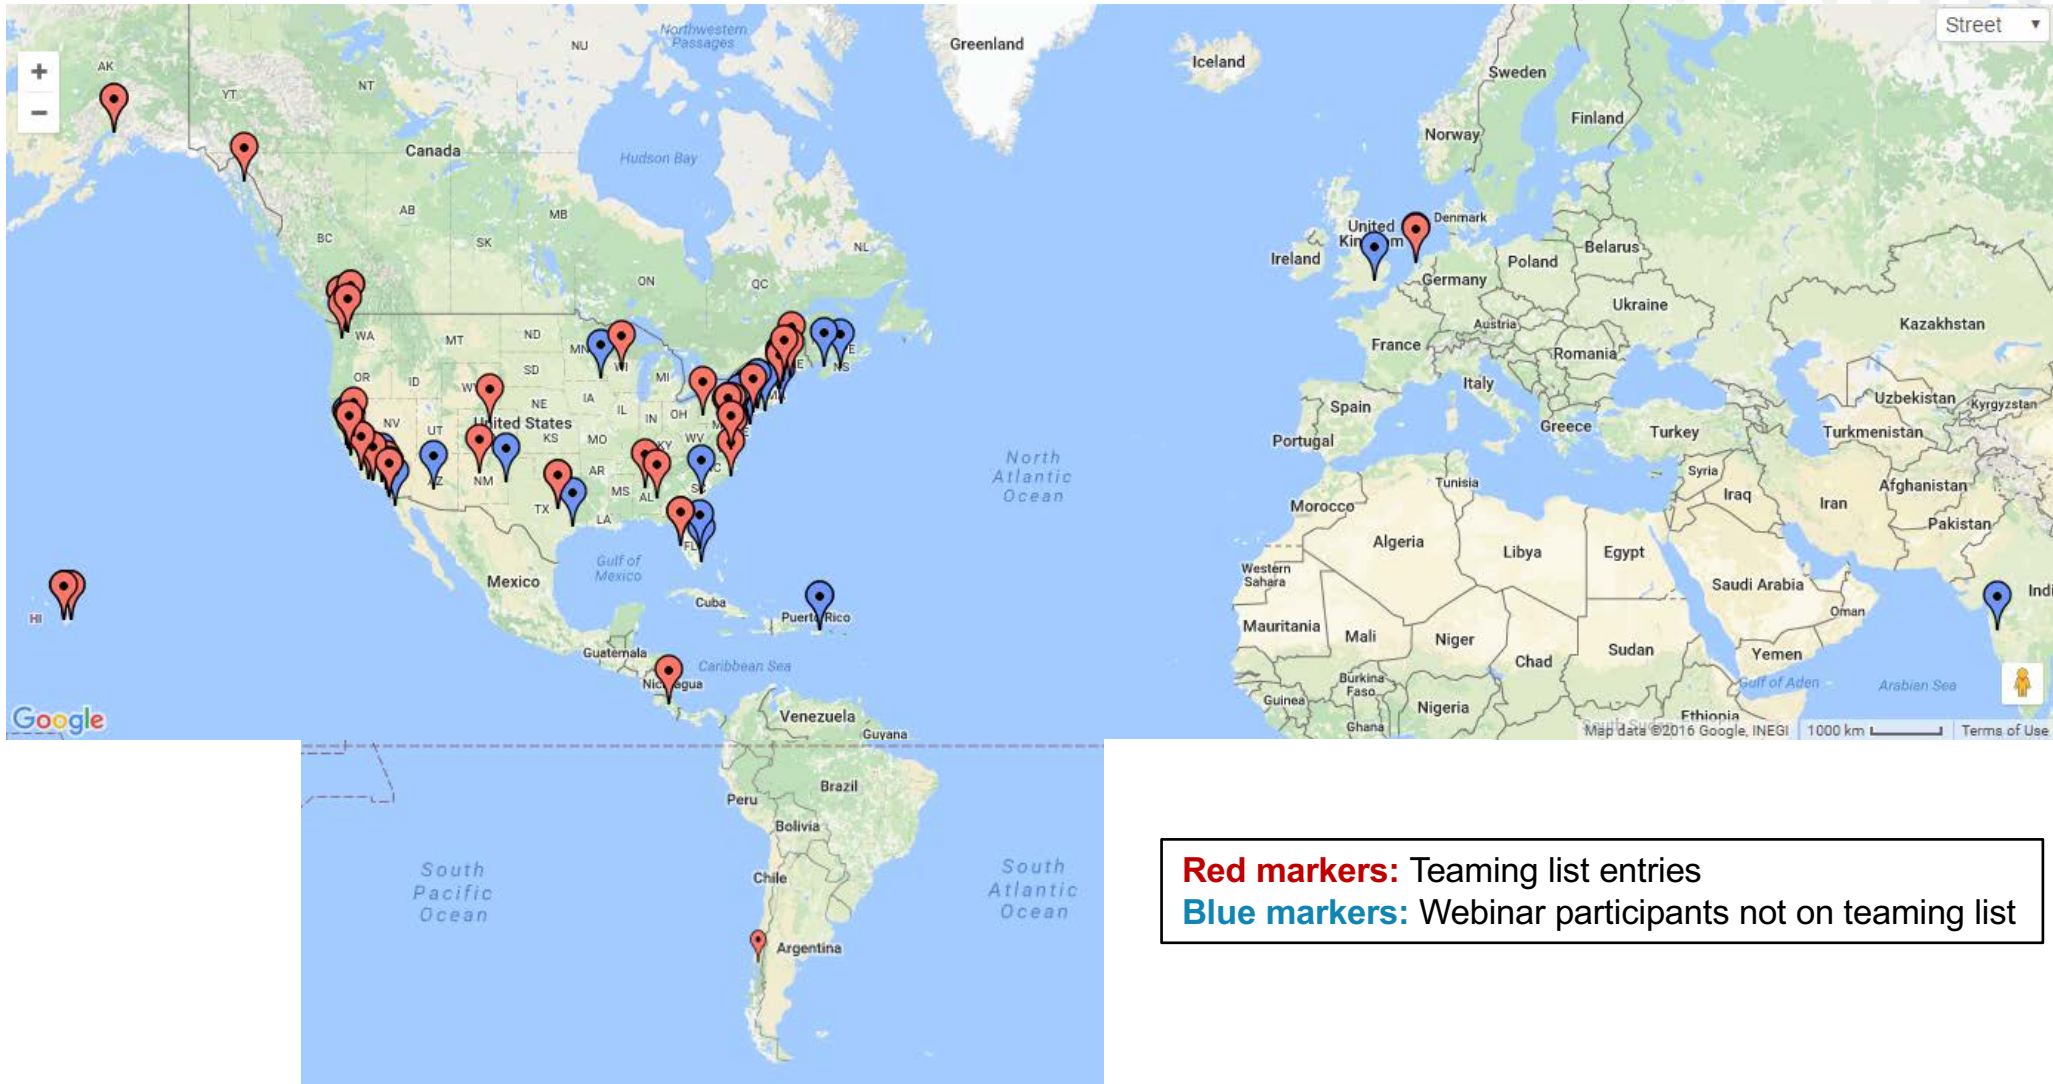 Street
+
−
AK
YT
NT
NU
Northwestern
Passages
Greenland
Iceland
Sweden
Finland
Norway
Canada
Hudson Bay
AB
BC
SK
MB
ON
QC
NL
United
Denmark
Ireland
Belarus
Poland
Germany
Ukraine
Austria
Kazakhstan
France
Romania
Italy
Uzbekistan
Kyrgyzstan
Spain
Greece
Turkey
Turkmenistan
Portugal
WA
MT
ND
MN
WI
NS
OR
ID
SD
MI
NE
IA
IL
IN
OH
NV
UT
United States
KS
MO
KY
WV
AZ
NM
AR
MS
AL
SC
TX
LA
FL
North
Atlantic
Ocean
Tunisia
Syria
Iraq
Iran
Afghanistan
Pakistan
Morocco
Algeria
Libya
Egypt
Western
Sahara
Saudi Arabia
Oman
Gulf of
Mexico
Mexico
Cuba
Puerto Rico
HI
Mauritania
Mali
Niger
Chad
Sudan
Yemen
Guatemala
Caribbean Sea
Burkina
Faso
Guinea
Ghana
Nigeria
Ethiopia
Gulf of Aden
Arabian Sea
Google
Venezuela
Guyana
Map data ©2016 Google, INEGI
1000 km
Terms of Use
Brazil
Peru
Bolivia
Chile
Argentina
South
Pacific
Ocean
South
Atlantic
Ocean
Red markers: Teaming list entries
Blue markers: Webinar participants not on teaming list